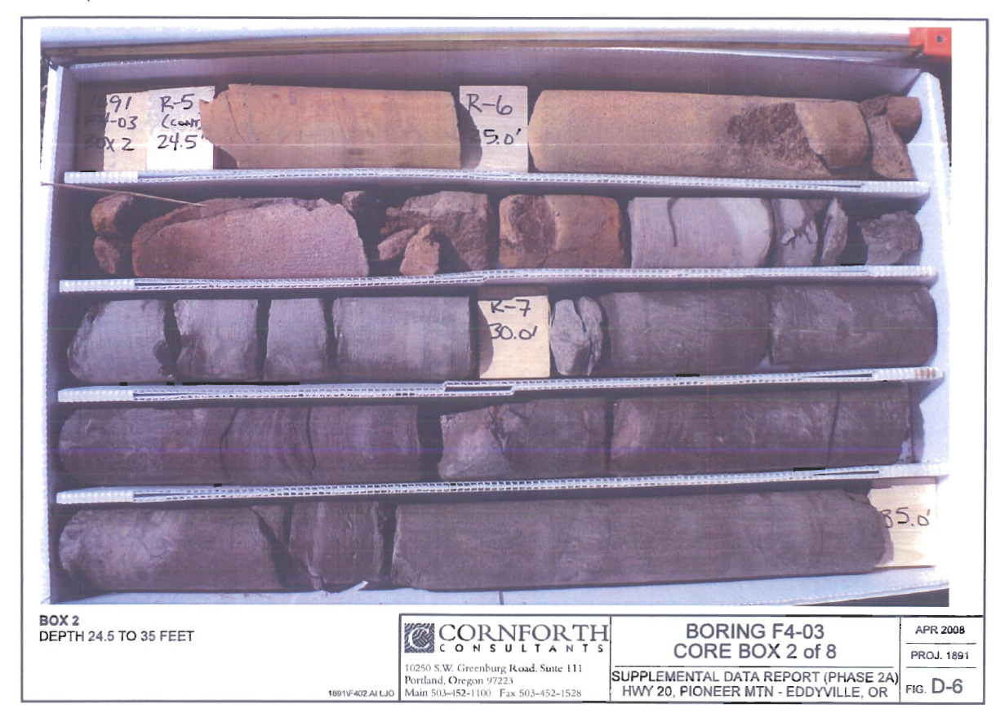 1891
F4-03
BOX 2
R-5
(CONT)
24.5'
R-6
25.0'
R-7
30.0'
35.0'
BOX 2
DEPTH 24.5 TO 35 FEET
1891\F402.AI LJO
CORNFORTH
CONSULTANTS
10250 S.W. Greenburg Road, Suite 111
Portland, Oregon 97223
Main 503-452-1100 Fax 503-452-1528
BORING F4-03
CORE BOX 2 of 8
SUPPLEMENTAL DATA REPORT (PHASE 2A)
HWY 20, PIONEER MTN - EDDYVILLE, OR
APR 2008
PROJ. 1891
FIG. D-6